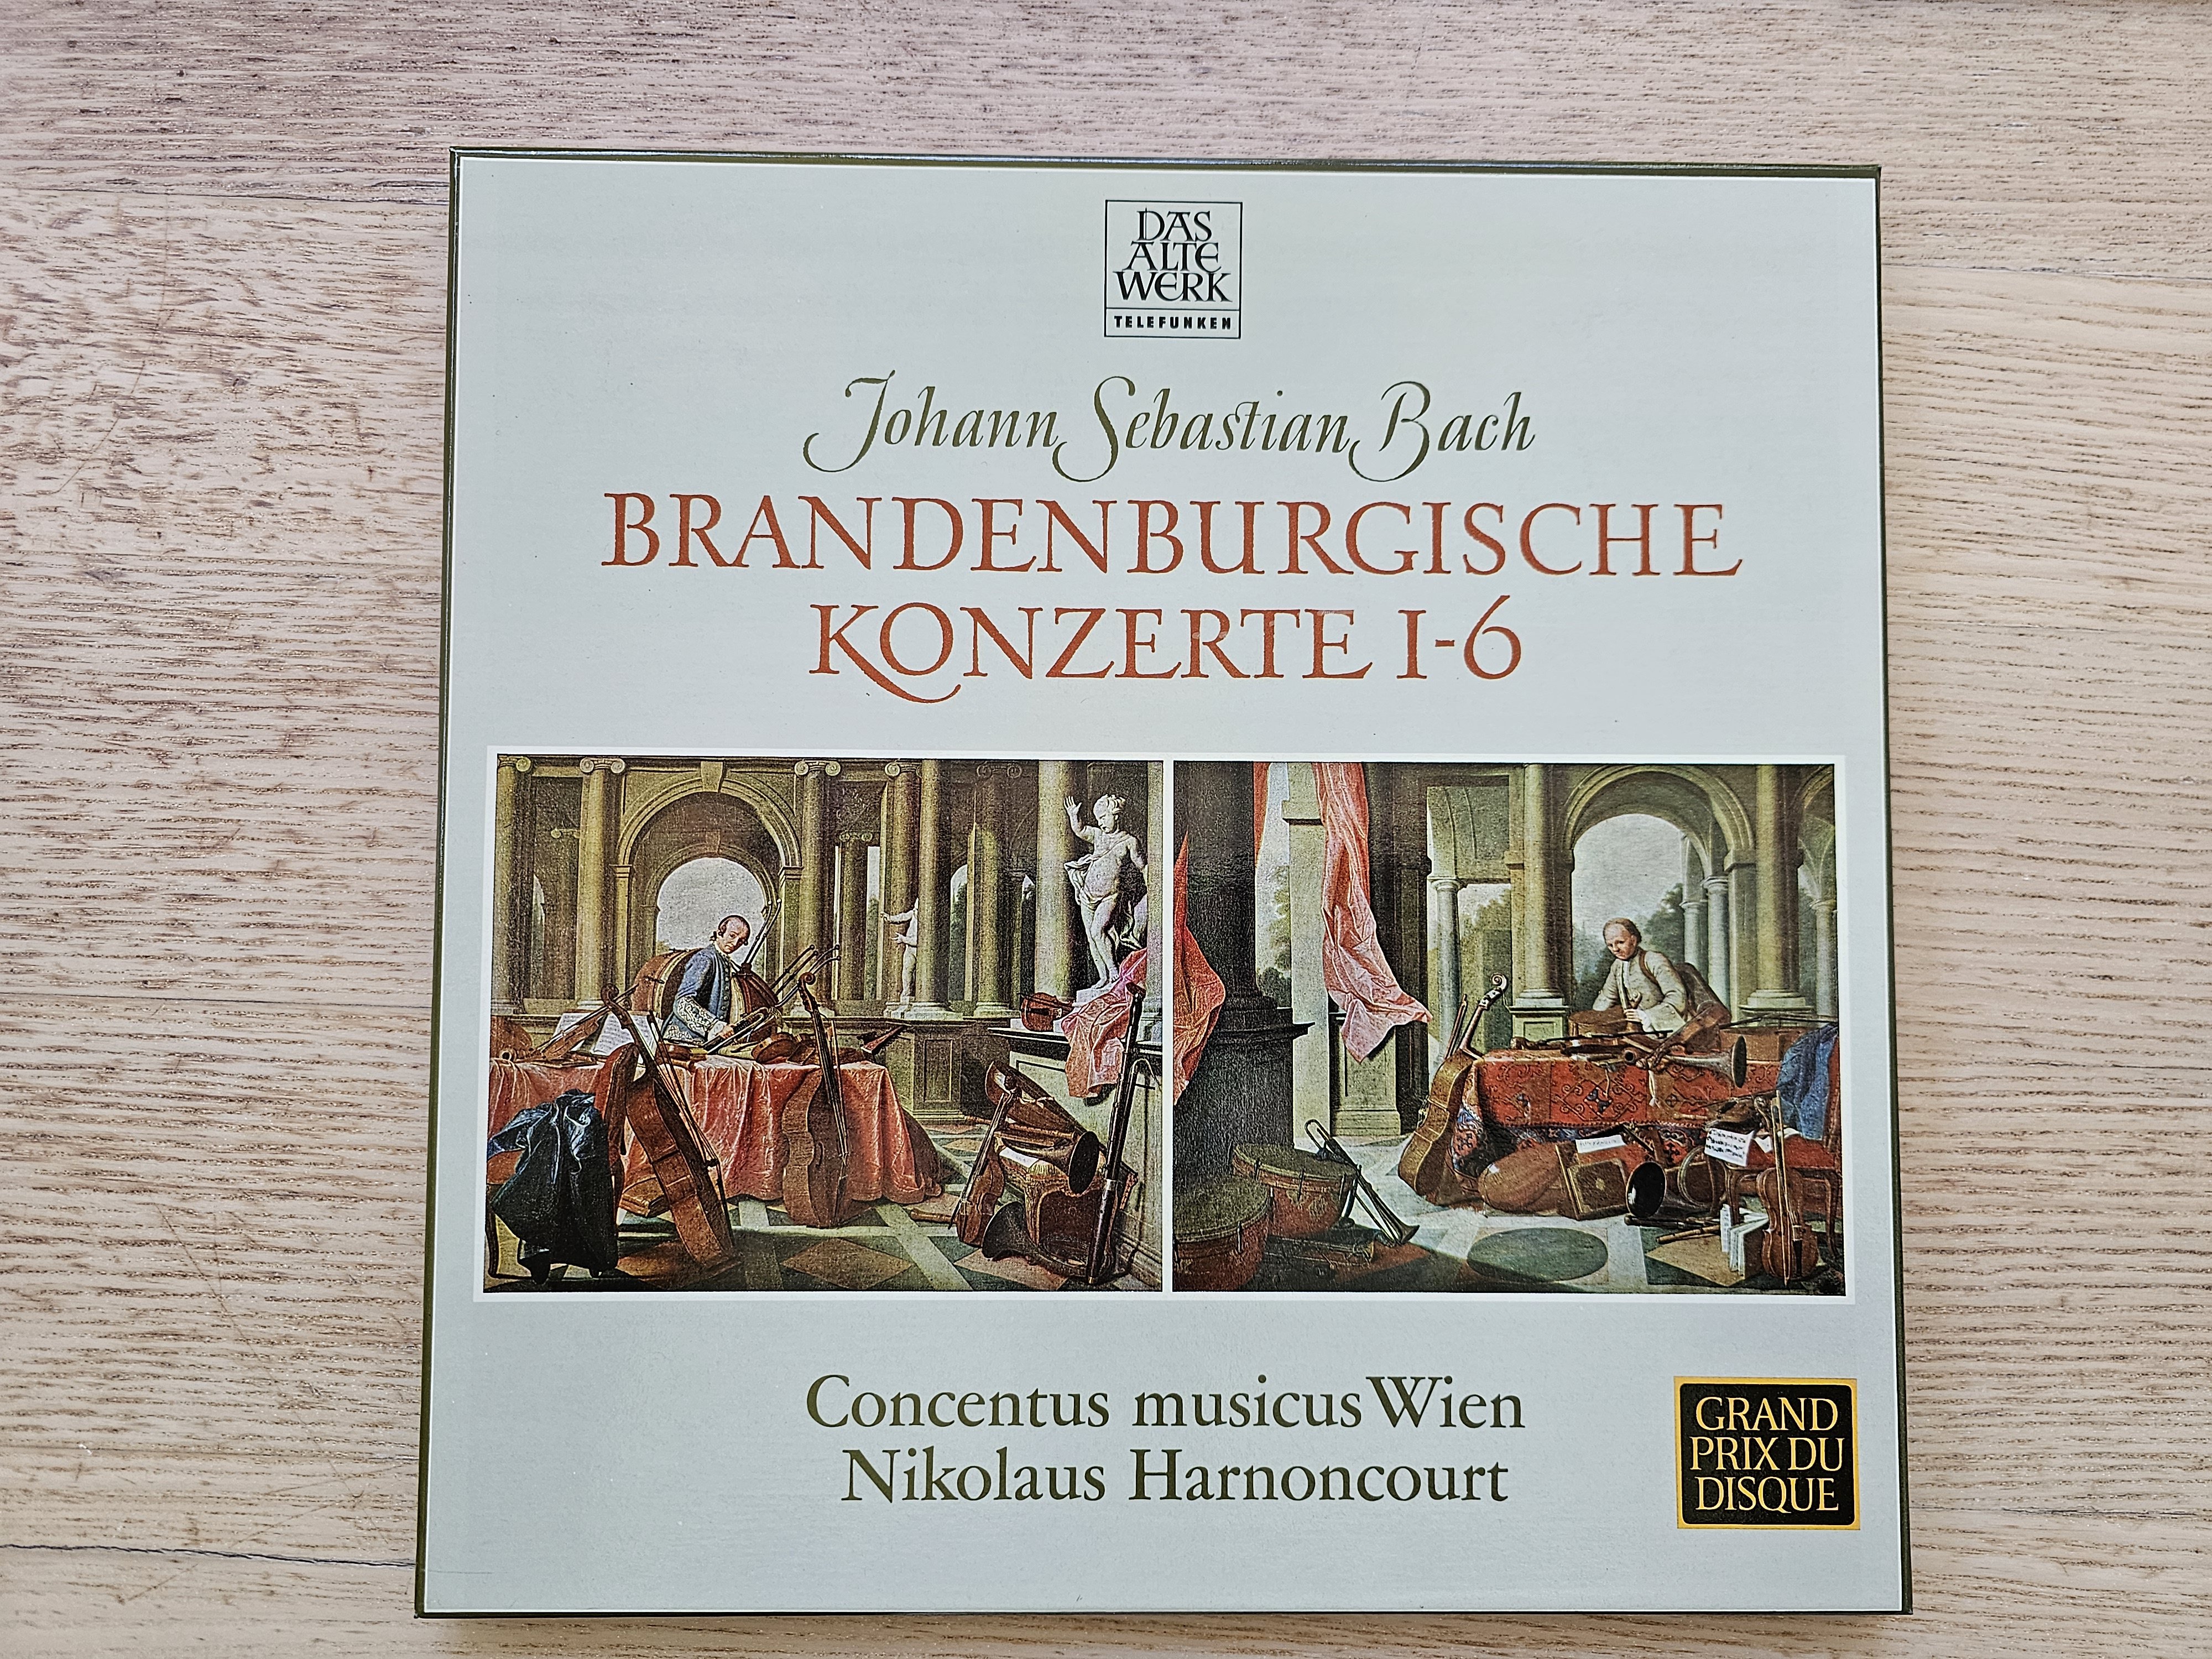 DAS
ALTE
WERK
TELEFUNKEN
Johann Sebastian Bach
BRANDENBURGISCHE
KONZERTE 1-6
Concentus musicus Wien
Nikolaus Harnoncourt
GRAND
PRIX DU
DISQUE